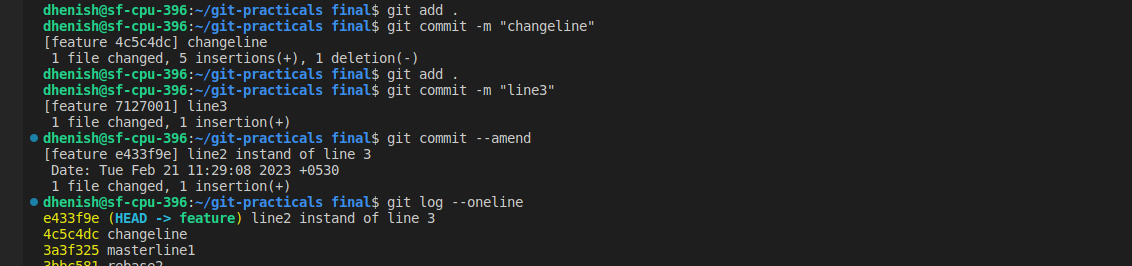 dhenish@sf-cpu-396:~/git-practicals final$ git add .
dhenish@sf-cpu-396:~/git-practicals final$ git commit -m "changeline"
[feature 4c5c4dc] changeline
 1 file changed, 5 insertions(+), 1 deletion(-)
dhenish@sf-cpu-396:~/git-practicals final$ git add .
dhenish@sf-cpu-396:~/git-practicals final$ git commit -m "line3"
[feature 7127001] line3
 1 file changed, 1 insertion(+)
dhenish@sf-cpu-396:~/git-practicals final$ git commit --amend
[feature e433f9e] line2 instand of line 3
 Date: Tue Feb 21 11:29:08 2023 +0530
 1 file changed, 1 insertion(+)
dhenish@sf-cpu-396:~/git-practicals final$ git log --oneline
e433f9e (HEAD -> feature) line2 instand of line 3
4c5c4dc changeline
3a3f325 masterline1
3bbc581 rebase2